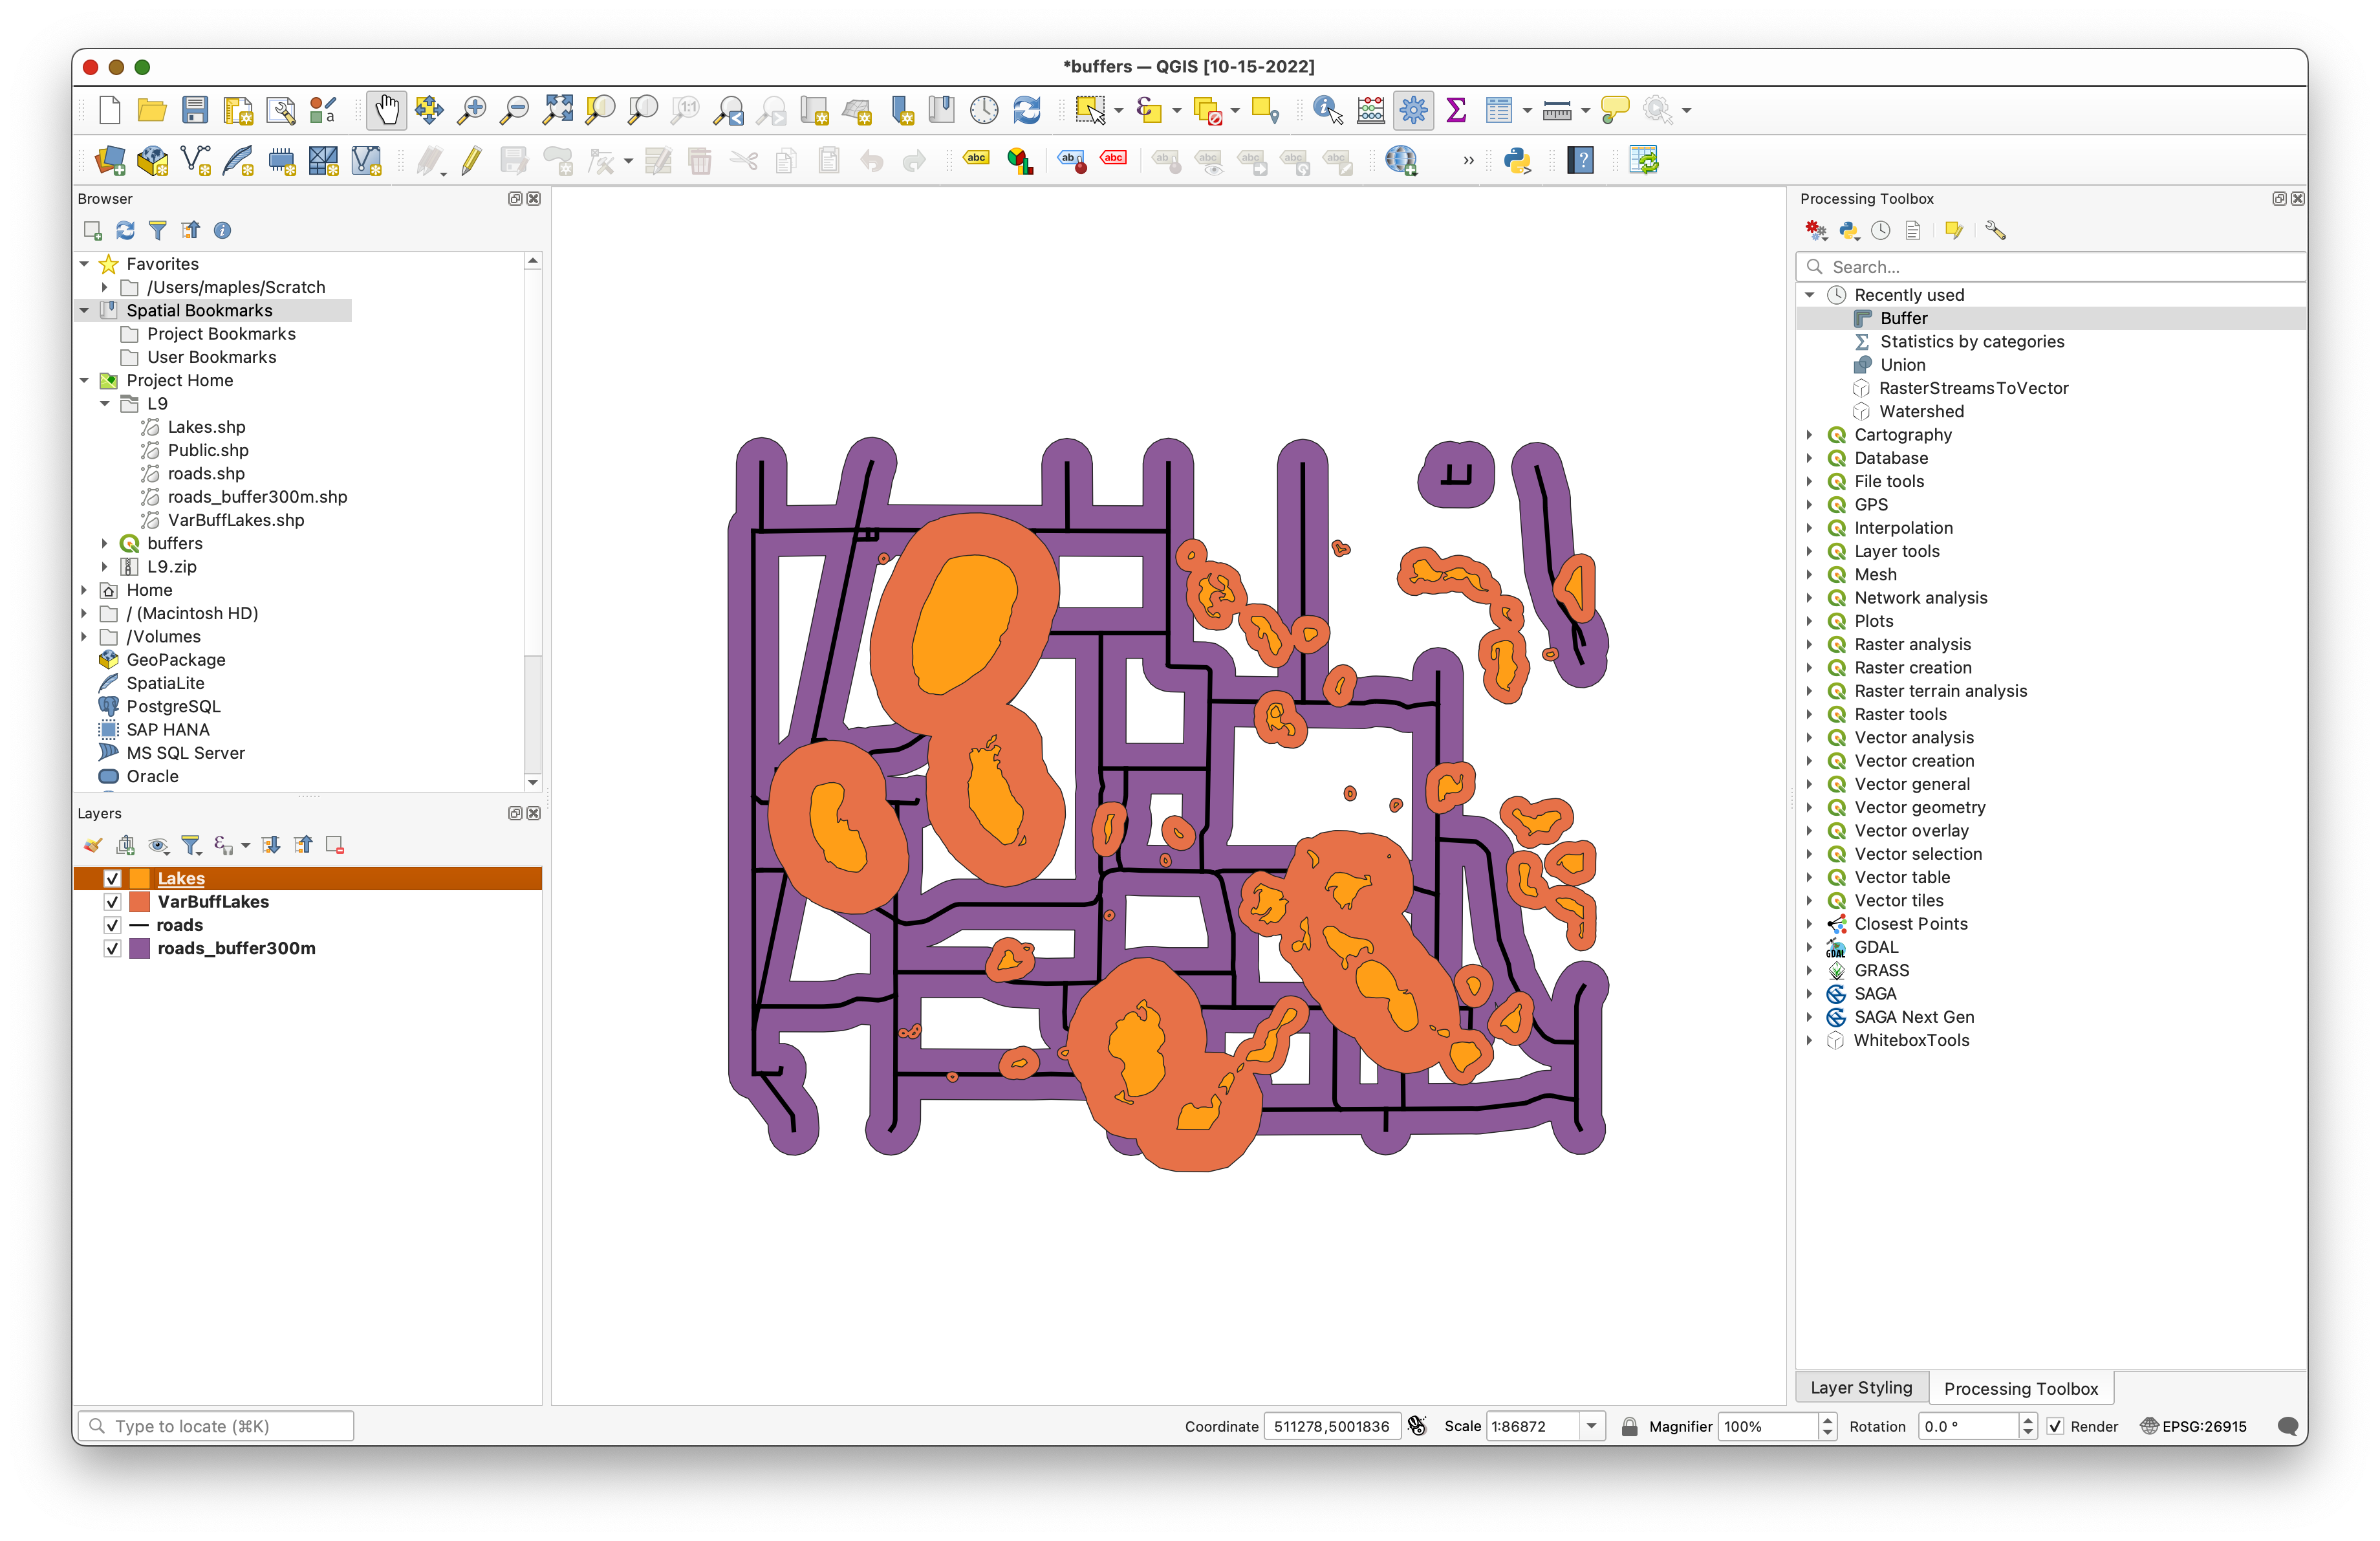 *buffers — QGIS [10-15-2022]
Browser
Favorites
/Users/maples/Scratch
Spatial Bookmarks
Project Bookmarks
User Bookmarks
Project Home
L9
Lakes.shp
Public.shp
roads.shp
roads_buffer300m.shp
VarBuffLakes.shp
buffers
L9.zip
Home
/ (Macintosh HD)
/Volumes
GeoPackage
SpatiaLite
PostgreSQL
SAP HANA
MS SQL Server
Oracle
Layers
Lakes
VarBuffLakes
roads
roads_buffer300m
Processing Toolbox
Search...
Recently used
Buffer
Statistics by categories
Union
RasterStreamsToVector
Watershed
Cartography
Database
File tools
GPS
Interpolation
Layer tools
Mesh
Network analysis
Plots
Raster analysis
Raster creation
Raster terrain analysis
Raster tools
Vector analysis
Vector creation
Vector general
Vector geometry
Vector overlay
Vector selection
Vector table
Vector tiles
Closest Points
GDAL
GRASS
SAGA
SAGA Next Gen
WhiteboxTools
Layer Styling Processing Toolbox
Type to locate (⌘K) Coordinate 511278,5001836 Scale 1:86872 Magnifier 100% Rotation 0.0 ° Render EPSG:26915